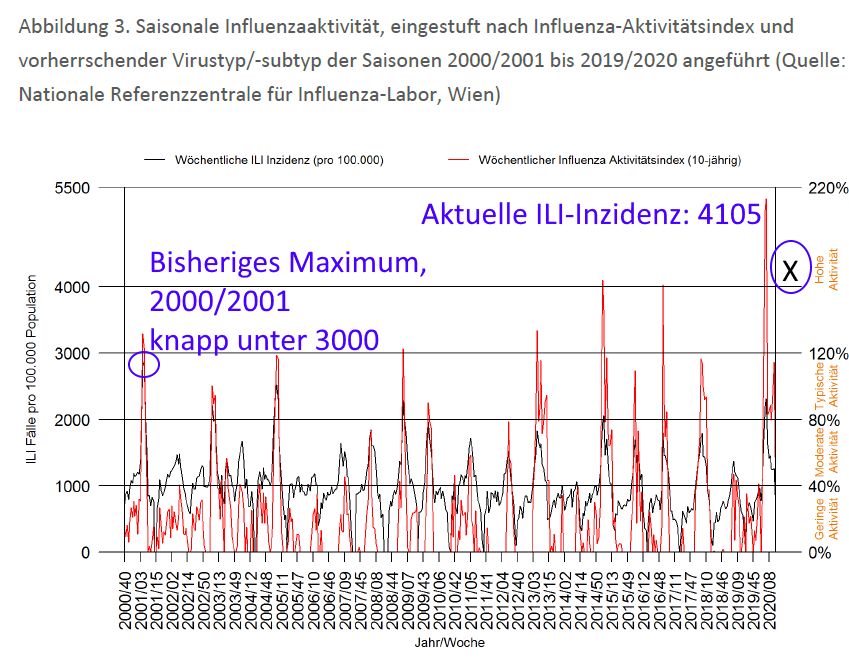 Abbildung 3. Saisonale Influenzaaktivität, eingestuft nach Influenza-Aktivitätsindex und
vorherrschender Virustyp/-subtyp der Saisonen 2000/2001 bis 2019/2020 angeführt (Quelle:
Nationale Referenzzentrale für Influenza-Labor, Wien)
Wöchentliche ILI Inzidenz (pro 100.000)
Wöchentlicher Influenza Aktivitätsindex (10-jährig)
Aktuelle ILI-Inzidenz: 4105
Bisheriges Maximum,
2000/2001
knapp unter 3000
X
ILI Fälle pro 100.000 Population
5500
4000
3000
2000
1000
0
220%
120%
80%
40%
0%
Hohe
Aktivität
Typische
Aktivität
Moderate
Aktivität
Geringe
Aktivität
2000/40
2001/03
2001/15
2002/02
2002/14
2002/50
2003/13
2003/49
2004/12
2004/48
2005/11
2005/47
2006/10
2006/46
2007/09
2007/45
2008/08
2008/44
2009/07
2009/43
2010/06
2010/42
2011/05
2011/41
2012/04
2012/40
2013/03
2013/15
2014/02
2014/14
2014/50
2015/13
2015/49
2016/12
2016/48
2017/11
2017/47
2018/10
2018/46
2019/09
2019/45
2020/08
Jahr/Woche